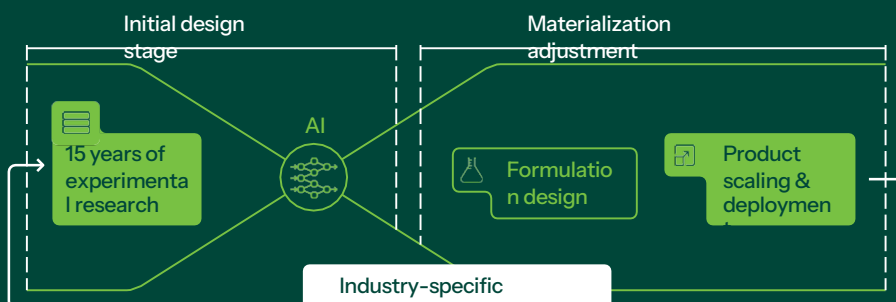 Initial design
stage
Materialization
adjustment
AI
15 years of
experimenta
l research
Formulatio
n design
Product
scaling &
deploymen
Industry-specific